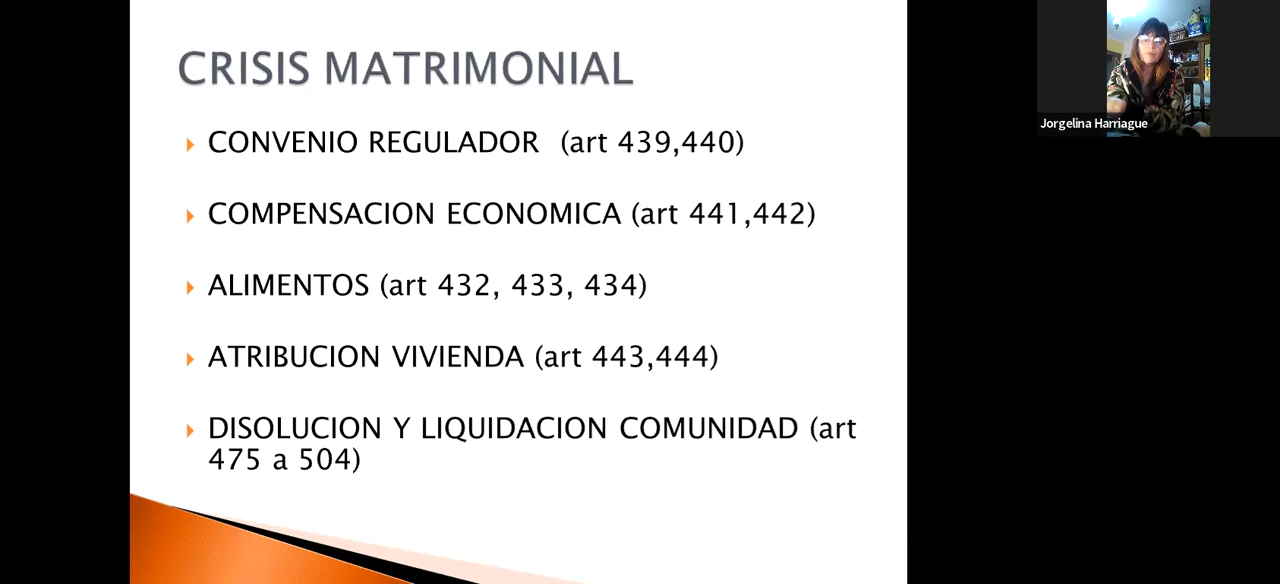 CRISIS MATRIMONIAL
CONVENIO REGULADOR (art 439,440)
COMPENSACION ECONOMICA (art 441,442)
ALIMENTOS (art 432, 433, 434)
ATRIBUCION VIVIENDA (art 443,444)
DISOLUCION Y LIQUIDACION COMUNIDAD (art
475 a 504)
Jorgelina Harriague